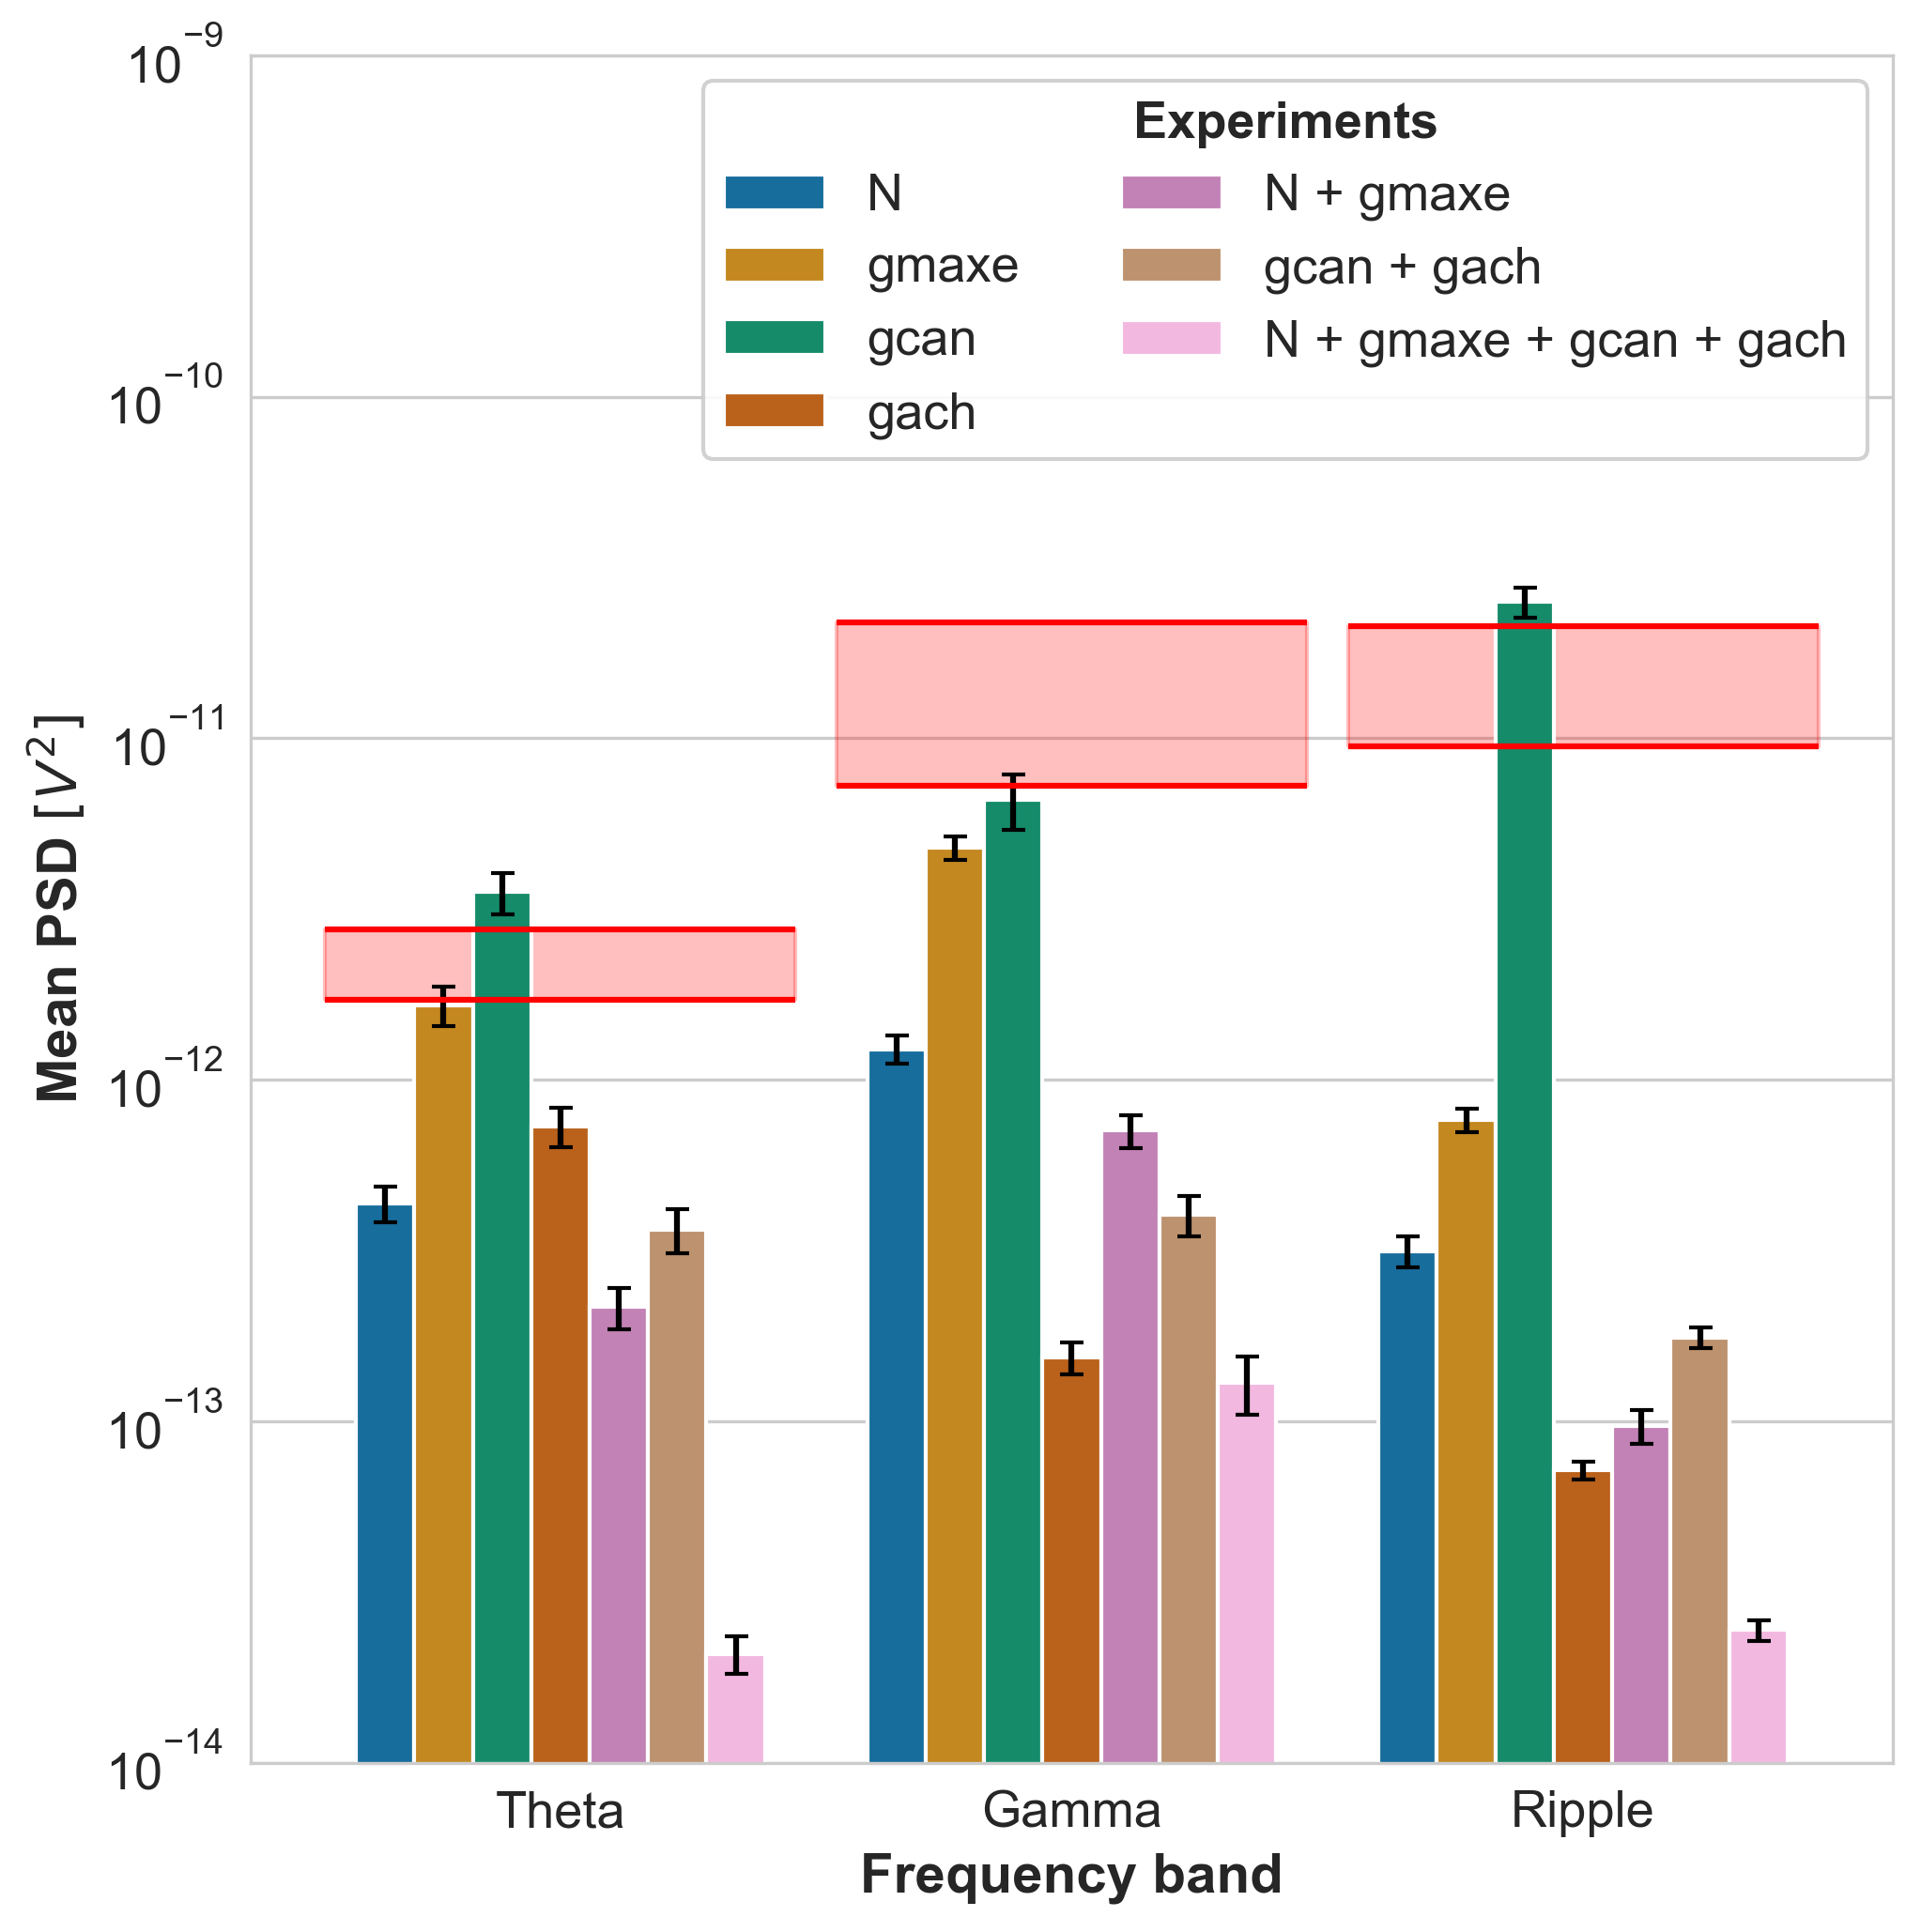 10⁻⁹
10⁻¹⁰
10⁻¹¹
10⁻¹²
10⁻¹³
10⁻¹⁴
Mean PSD [V²]
Experiments
N
gmaxe
gcan
gach
N + gmaxe
gcan + gach
N + gmaxe + gcan + gach
Theta
Gamma
Ripple
Frequency band